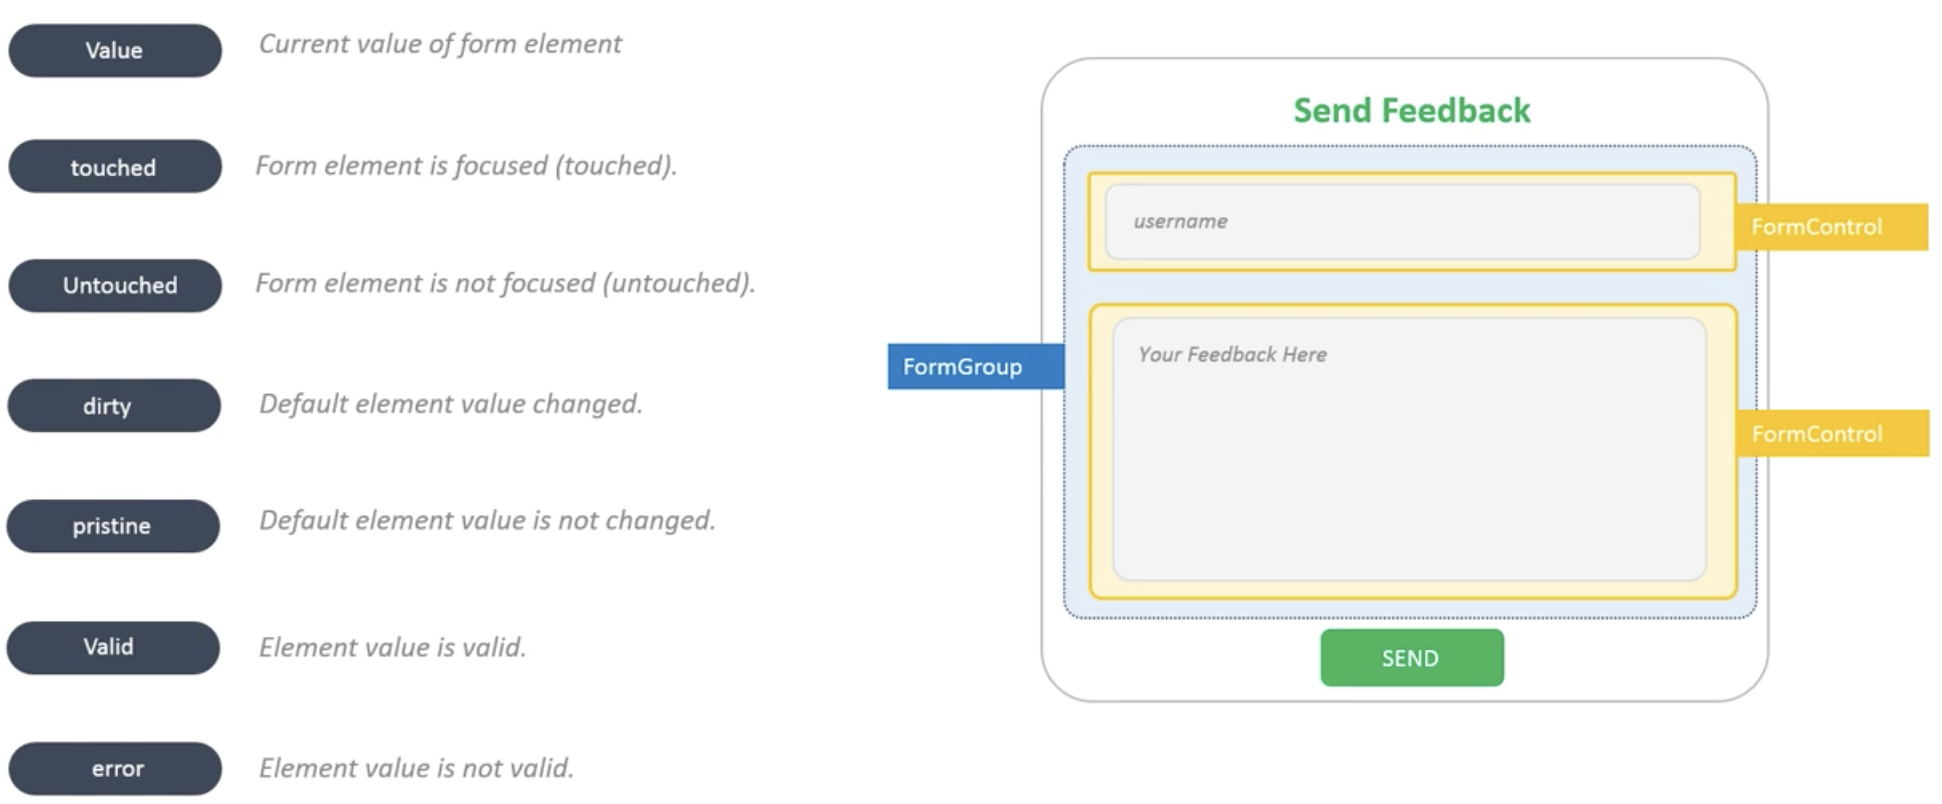 Value
Current value of form element
touched
Form element is focused (touched).
Untouched
Form element is not focused (untouched).
dirty
Default element value changed.
pristine
Default element value is not changed.
Valid
Element value is valid.
error
Element value is not valid.
Send Feedback
username
FormControl
Your Feedback Here
FormGroup
FormControl
SEND